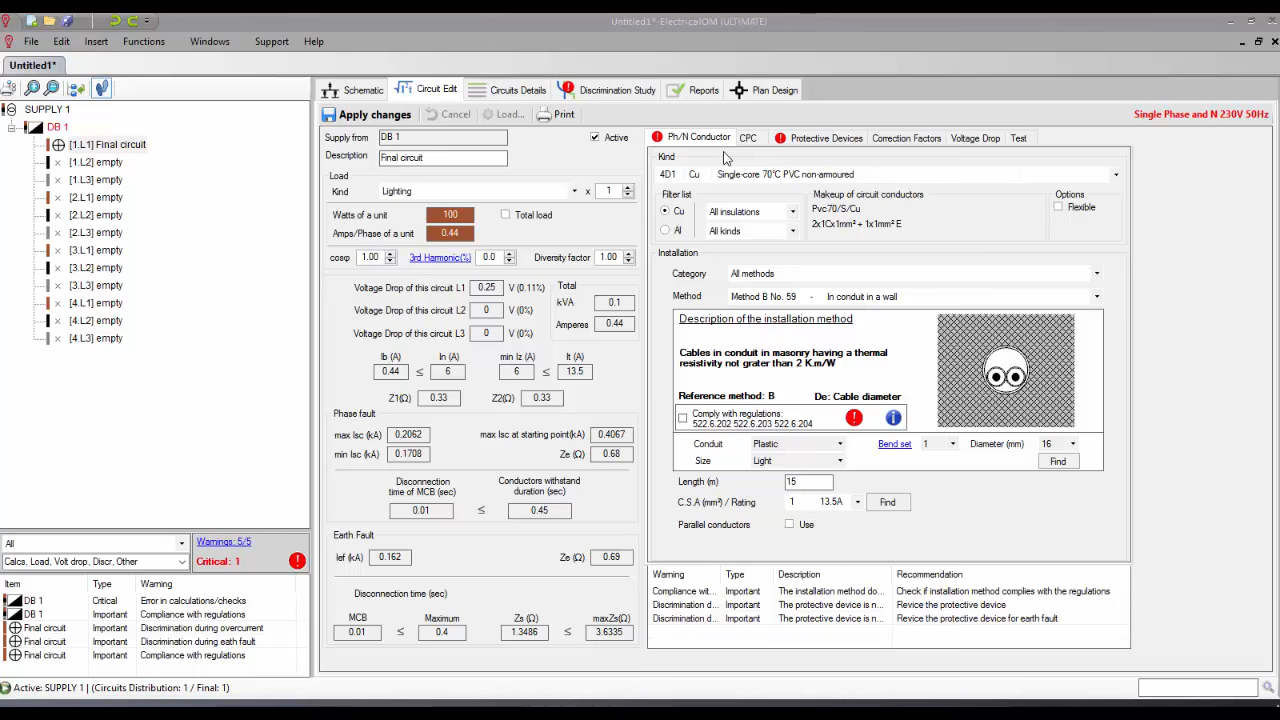 Untitled1*-ElectricalOM (ULTIMATE)
File Edit Insert Functions Windows Support Help
Untitled1*
SUPPLY 1
DB 1
[1.L1] Final circuit
[1.L2] empty
[1.L3] empty
[2.L1] empty
[2.L2] empty
[2.L3] empty
[3.L1] empty
[3.L2] empty
[3.L3] empty
[4.L1] empty
[4.L2] empty
[4.L3] empty
All
Calcs, Load, Volt drop, Discr, Other
Warnings: 5/5
Critical: 1
Item Type Warning
DB 1 Critical Error in calculations/checks
DB 1 Important Compliance with regulations
Final circuit Important Discrimination during overcurrent
Final circuit Important Discrimination during eath fault
Final circuit Important Compliance with regulations
Schematic Circuit Edit Circuits Details Discrimination Study Reports Plan Design
Apply changes Cancel Load... Print
Single Phase and N 230V 50Hz
Supply from DB 1 Active
Description Final circuit
Load
Kind Lighting x 1
Watts of a unit 100 Total load
Amps/Phase of a unit 0.44
cosφ 1.00 3rd Harmonic(%) 0.0 Diversity factor 1.00
Voltage Drop of this circuit L1 0.25 V (0.11%)
Voltage Drop of this circuit L2 0 V (0%)
Voltage Drop of this circuit L3 0 V (0%)
Total
kVA 0.1
Amperes 0.44
Ib (A) In (A) min Iz (A) It (A)
0.44 ≤ 6 6 ≤ 13.5
Z1(Ω) 0.33 Z2(Ω) 0.33
Phase fault
max Isc (kA) 0.2062 max Isc at starting point(kA) 0.4067
min Isc (kA) 0.1708 Ze (Ω) 0.68
Disconnection time of MCB (sec)
Conductors withstand duration (sec)
0.01 ≤ 0.45
Earth Fault
Ief (kA) 0.162 Ze (Ω) 0.69
Disconnection time (sec)
MCB Maximum Zs (Ω) maxZs(Ω)
0.01 ≤ 0.4 1.3486 ≤ 3.6335
Ph/N Conductor CPC Protective Devices Correction Factors Voltage Drop Test
Kind
4D1 Cu Single-core 70°C PVC non-armoured
Filter list
Cu All insulations
Al All kinds
Makeup of circuit conductors
Pvc70/S/Cu
2x1Cx1mm² + 1x1mm² E
Options
Flexible
Installation
Category All methods
Method Method B No. 59 - In conduit in a wall
Description of the installation method
Cables in conduit in masonry having a thermal
resistivity not grater than 2 K.m/W
Reference method: B De: Cable diameter
Comply with regulations:
522.6.202 522.6.203 522.6.204
Conduit Plastic Bend set 1 Diameter (mm) 16
Size Light Find
Length (m) 15
C.S.A (mm²) / Rating 1 13.5A Find
Parallel conductors Use
Warning Type Description Recommendation
Compliance wit... Important The installation method do... Check if installation method complies with the regulations
Discrimination d... Important The protective device is n... Revice the protective device
Discrimination d... Important The protective device is n... Revice the protective device for earth fault
Active: SUPPLY 1 | (Circuits Distribution: 1 / Final: 1)